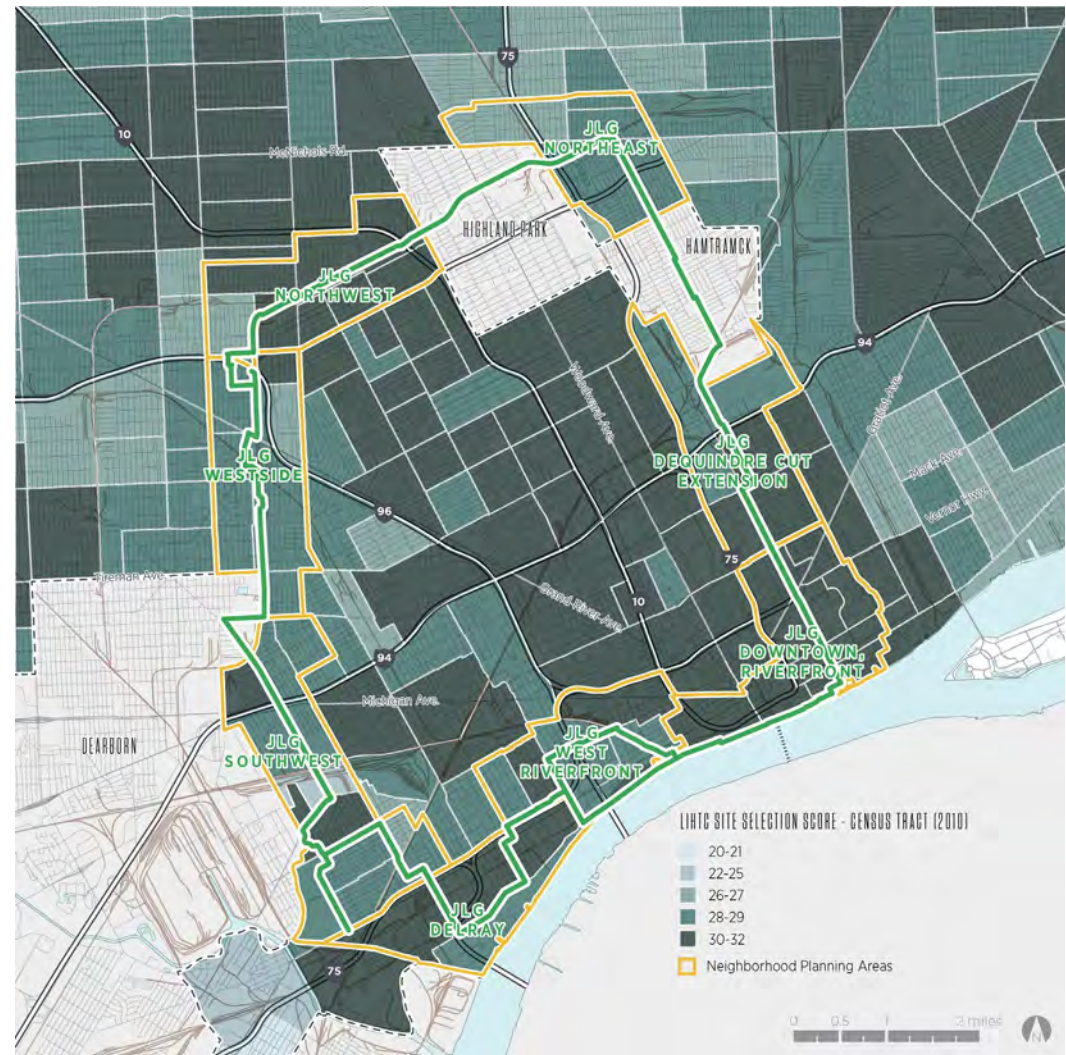 75
10
McNichols Rd.
JLG
NORTHEAST
HIGHLAND PARK
HAMTRAMCK
JLG
NORTHWEST
94
Woodward Ave.
Gratiot Ave.
JLG
WESTSIDE
JLG
DEQUINDRE CUT
EXTENSION
Mack Ave.
Vernor Hwy.
96
75
Tireman Ave.
Grand River Ave.
10
JLG
DOWNTOWN,
RIVERFRONT
94
Michigan Ave.
DEARBORN
JLG
SOUTHWEST
JLG
WEST
RIVERFRONT
LIHTC SITE SELECTION SCORE - CENSUS TRACT (2010)
20-21
22-25
26-27
28-29
30-32
Neighborhood Planning Areas
JLG
DELRAY
75
0 0.5 1 2 miles
N